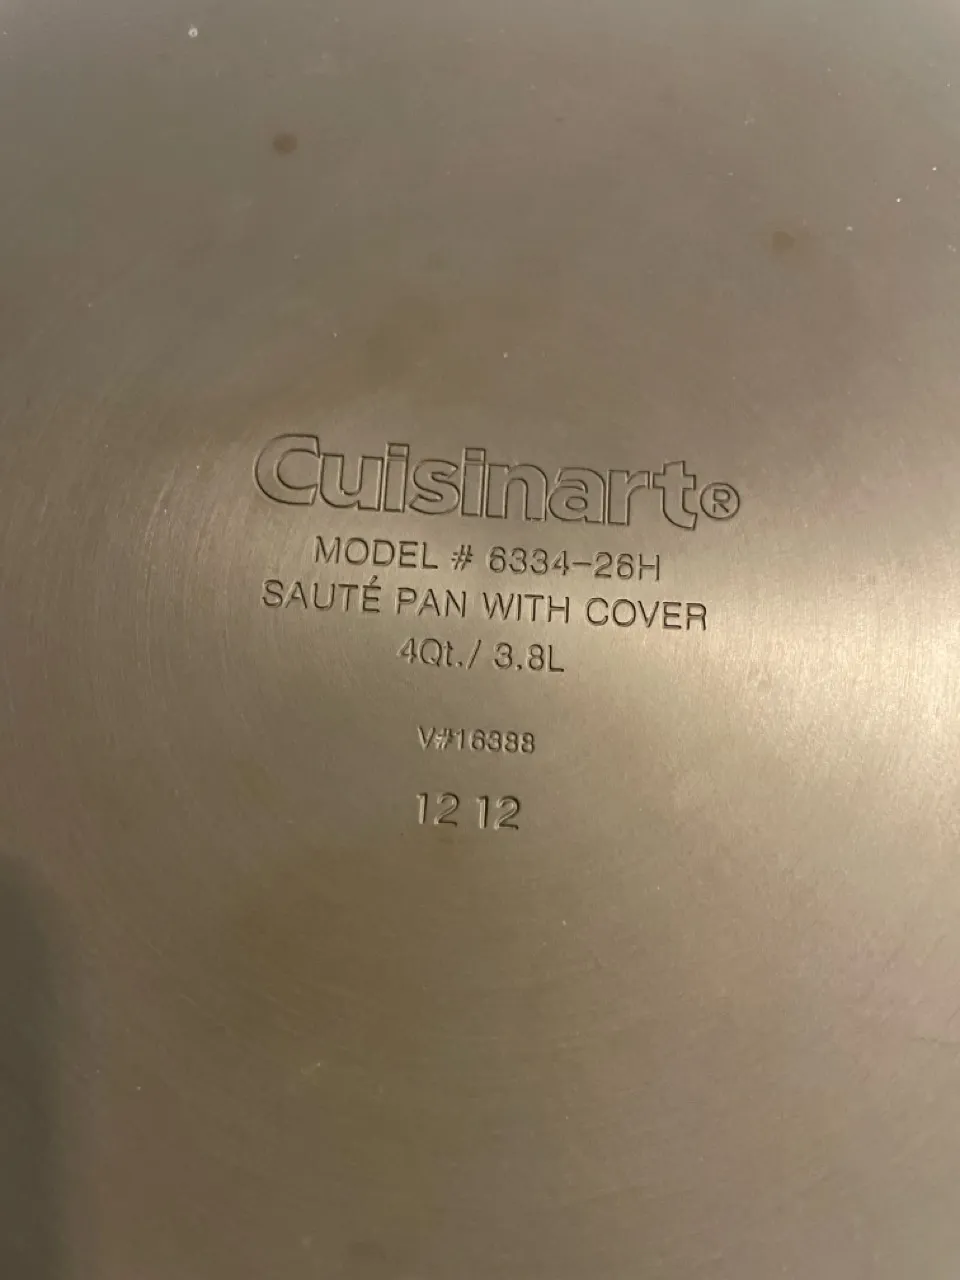 Cuisinart®
MODEL # 6334-26H
SAUTÉ PAN WITH COVER
4Qt./ 3.8L
V#16388
12 12